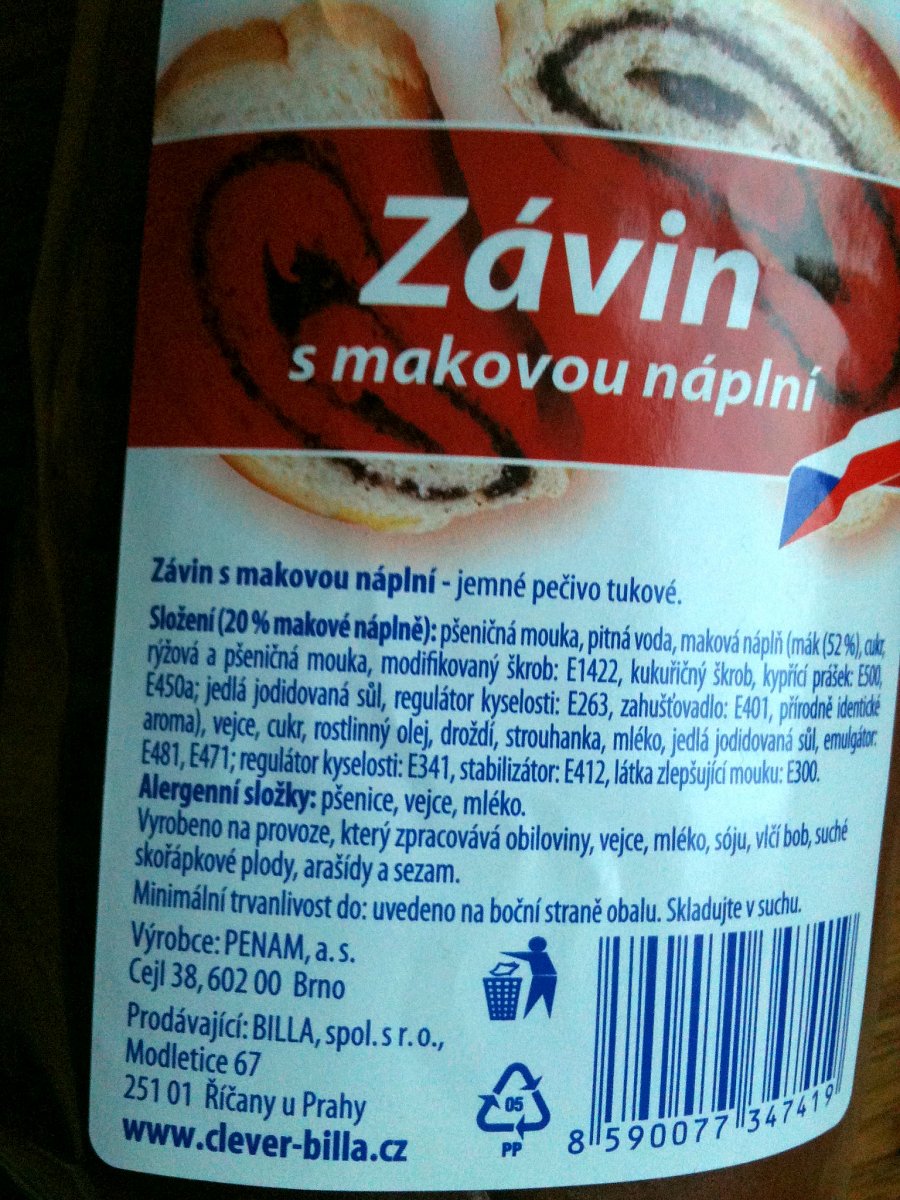 Závin
s makovou náplní
Závin s makovou náplní - jemné pečivo tukové.
Složení (20 % makové náplně): pšeničná mouka, pitná voda, maková náplň (mák (52 %), cukr,
rýžová a pšeničná mouka, modifikovaný škrob: E1422, kukuřičný škrob, kypřící prášek: E500,
E450a; jedlá jodidovaná sůl, regulátor kyselosti: E263, zahušťovadlo: E401, přírodně identické
aroma), vejce, cukr, rostlinný olej, droždí, strouhanka, mléko, jedlá jodidovaná sůl, emulgátor:
E481, E471; regulátor kyselosti: E341, stabilizátor: E412, látka zlepšující mouku: E300.
Alergenní složky: pšenice, vejce, mléko.
Vyrobeno na provoze, který zpracovává obiloviny, vejce, mléko, sóju, vlčí bob, suché
skořápkové plody, arašídy a sezam.
Minimální trvanlivost do: uvedeno na boční straně obalu. Skladujte v suchu.
Výrobce: PENAM, a. s.
Cejl 38, 602 00 Brno
Prodávající: BILLA, spol. s r. o.,
Modletice 67
251 01 Říčany u Prahy
www.clever-billa.cz
05
PP
8 590077 347419